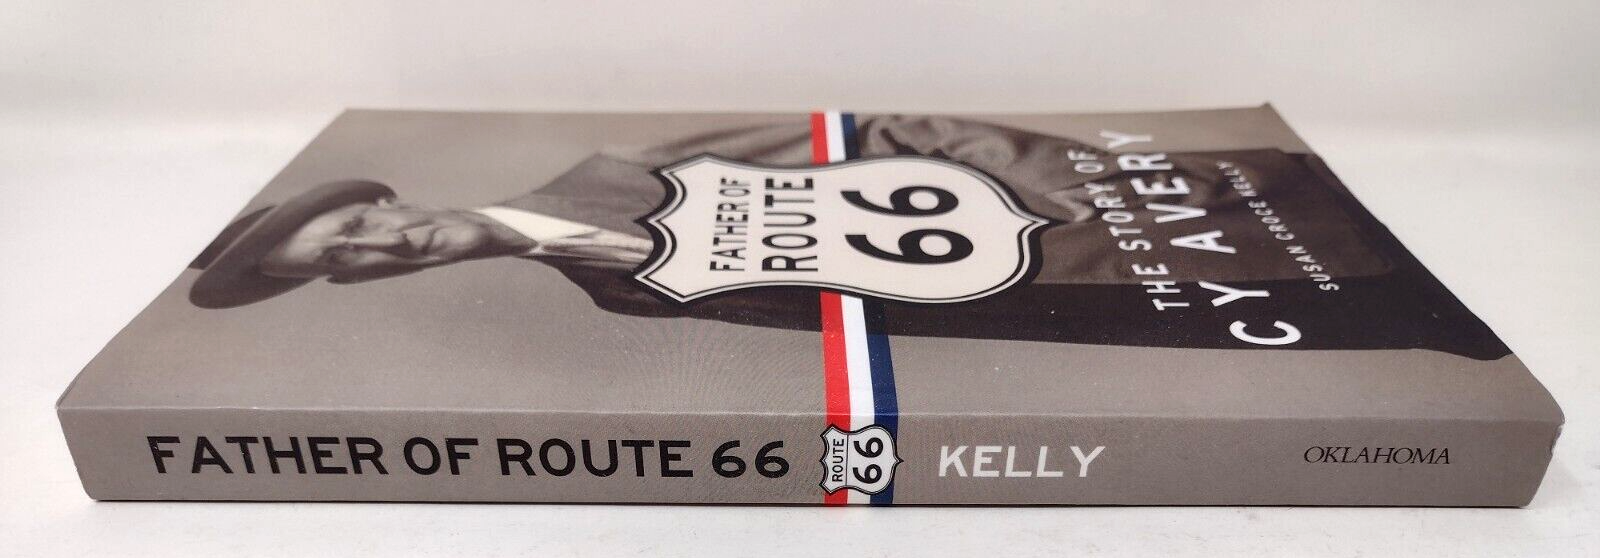 FATHER OF
ROUTE
66
THE STORY OF
CY AVERY
SUSAN CROCE KELLY
FATHER OF ROUTE 66
ROUTE
66
KELLY
OKLAHOMA